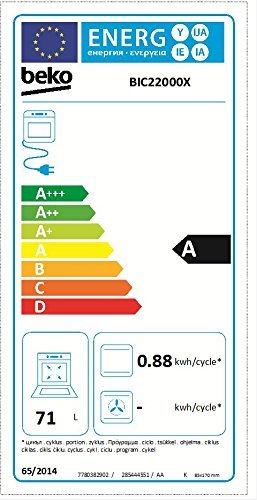 ENERG Y IJA
енергия · ενεργεια IE IA
beko BIC22000X
A+++
A++
A+
A
A
B
C
D
0.88 kwh/cycle*
71 L
- kwh/cycle*
* цикъл . cyklus . portion . zyklus . Πρόγραμμα . ciclo . tsükkel . ohjelma . ciklus
ciklas . cikls . ċiklu . cyclus . cykl . ciclu . program . cykel
65/2014 7780382902 / 285444351 / AA K 85x170 mm